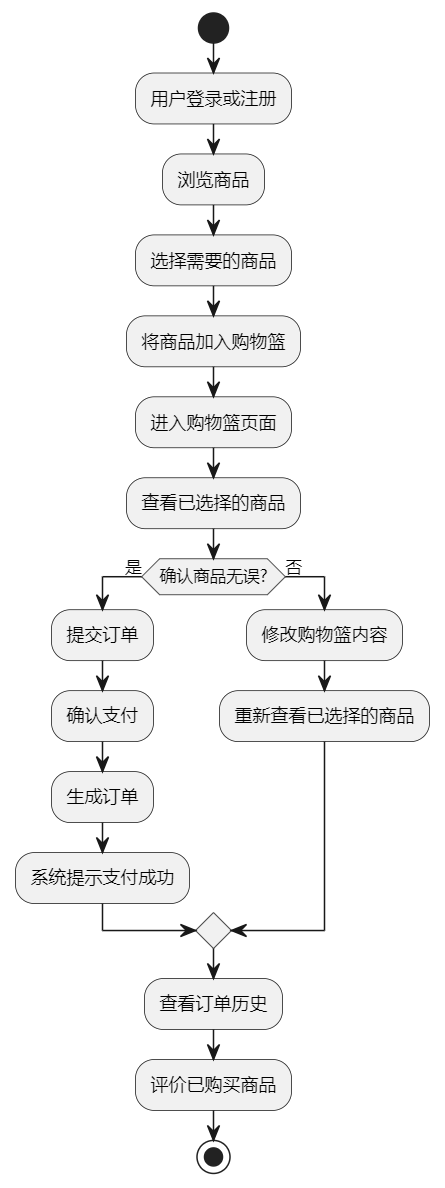 用户登录或注册
浏览商品
选择需要的商品
将商品加入购物篮
进入购物篮页面
查看已选择的商品
是
确认商品无误?
否
提交订单
修改购物篮内容
确认支付
重新查看已选择的商品
生成订单
系统提示支付成功
查看订单历史
评价已购买商品